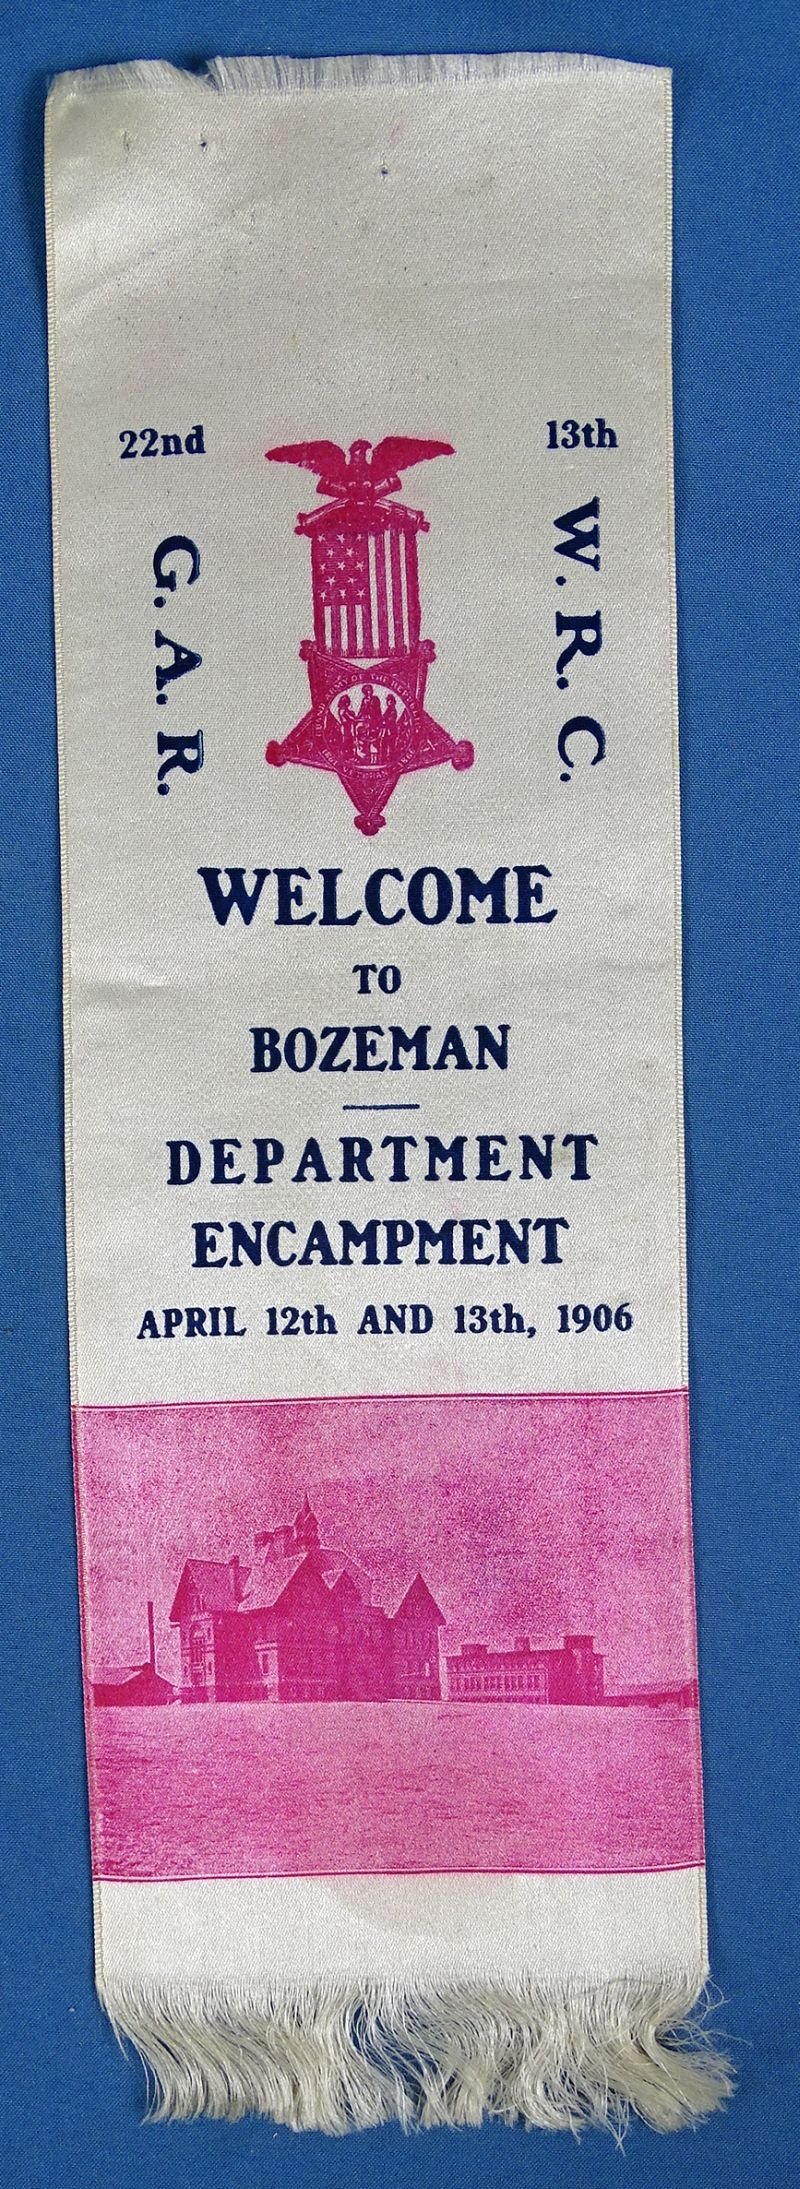 22nd
G. A. R.
13th
W. R. C.
WELCOME
TO
BOZEMAN
DEPARTMENT
ENCAMPMENT
APRIL 12th AND 13th, 1906